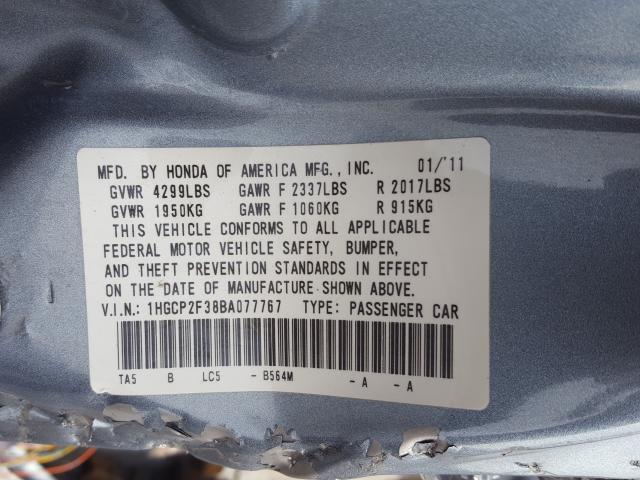 MFD. BY HONDA OF AMERICA MFG., INC. 01/'11
GVWR 4299LBS GAWR F 2337LBS R 2017LBS
GVWR 1950KG GAWR F 1060KG R 915KG
THIS VEHICLE CONFORMS TO ALL APPLICABLE
FEDERAL MOTOR VEHICLE SAFETY, BUMPER,
AND THEFT PREVENTION STANDARDS IN EFFECT
ON THE DATE OF MANUFACTURE SHOWN ABOVE.
V.I.N.: 1HGCP2F38BA077767 TYPE: PASSENGER CAR
TA5 B LC5 - B564M - A - A